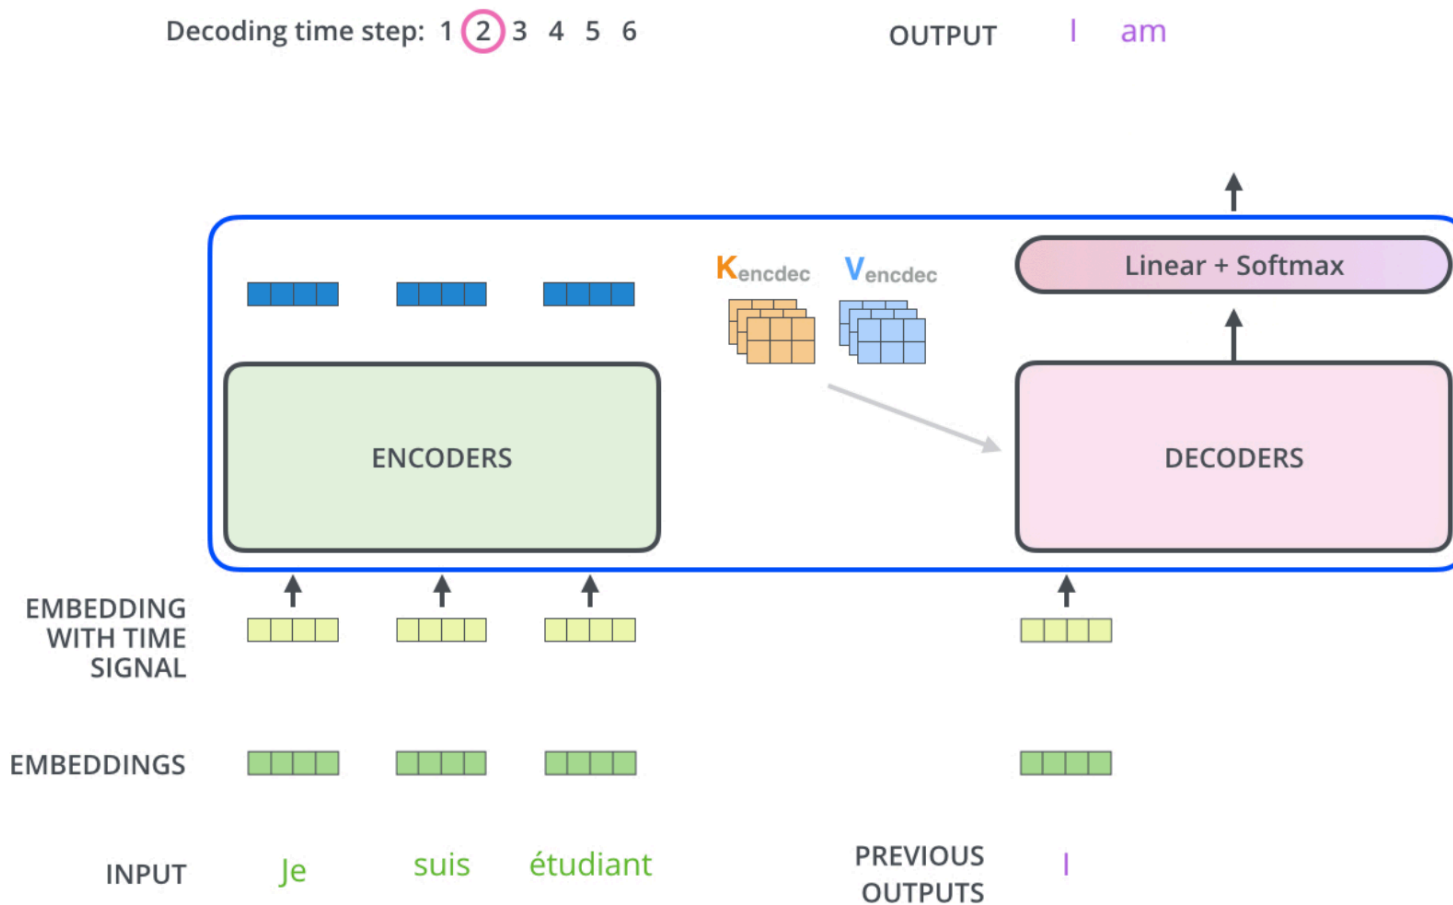 Decoding time step: 1 2 3 4 5 6
OUTPUT I am
Kencdec Vencdec
Linear + Softmax
ENCODERS
DECODERS
EMBEDDING
WITH TIME
SIGNAL
EMBEDDINGS
INPUT Je suis étudiant
PREVIOUS
OUTPUTS
I